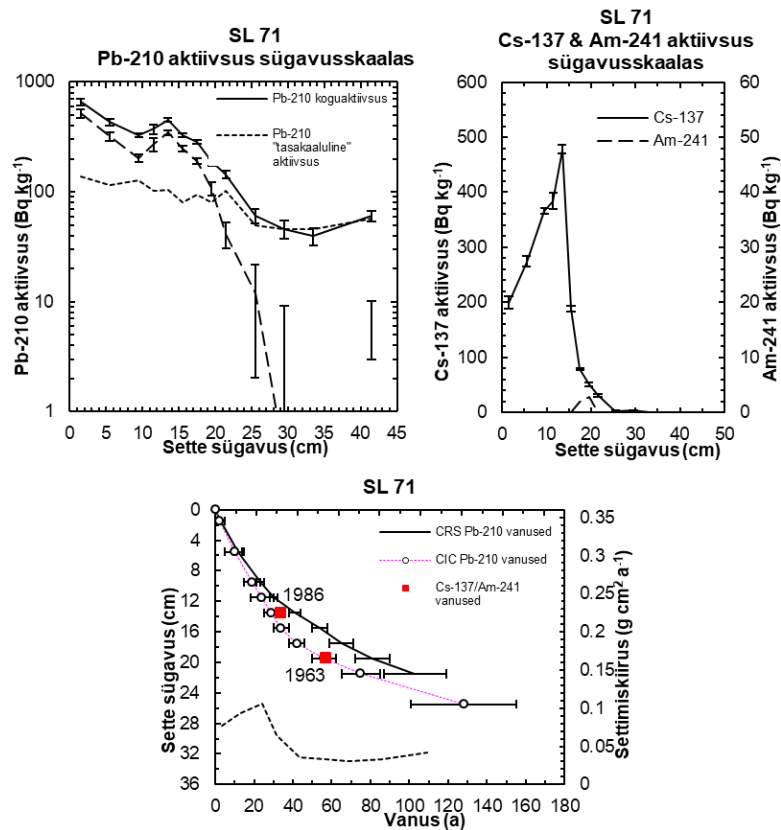 SL 71
Pb-210 aktiivsus sügavusskaalas
Pb-210 aktiivsus (Bq kg⁻¹)
1000
100
10
1
Pb-210 koguaktiivsus
Pb-210
"tasakaaluline"
aktiivsus
0 5 10 15 20 25 30 35 40 45
Sette sügavus (cm)
SL 71
Cs-137 & Am-241 aktiivsus
sügavusskaalas
Cs-137 aktiivsus (Bq kg⁻¹)
600
500
400
300
200
100
0
Cs-137
Am-241
60
50
40
30
20
10
0
Am-241 aktiivsus (Bq kg⁻¹)
0 10 20 30 40 50
Sette sügavus (cm)
SL 71
Sette sügavus (cm)
0
4
8
12
16
20
24
28
32
36
CRS Pb-210 vanused
CIC Pb-210 vanused
Cs-137/Am-241
vanused
1986
1963
0.35
0.3
0.25
0.2
0.15
0.1
0.05
0
Settimiskiirus (g cm⁻² a⁻¹)
0 20 40 60 80 100 120 140 160 180
Vanus (a)